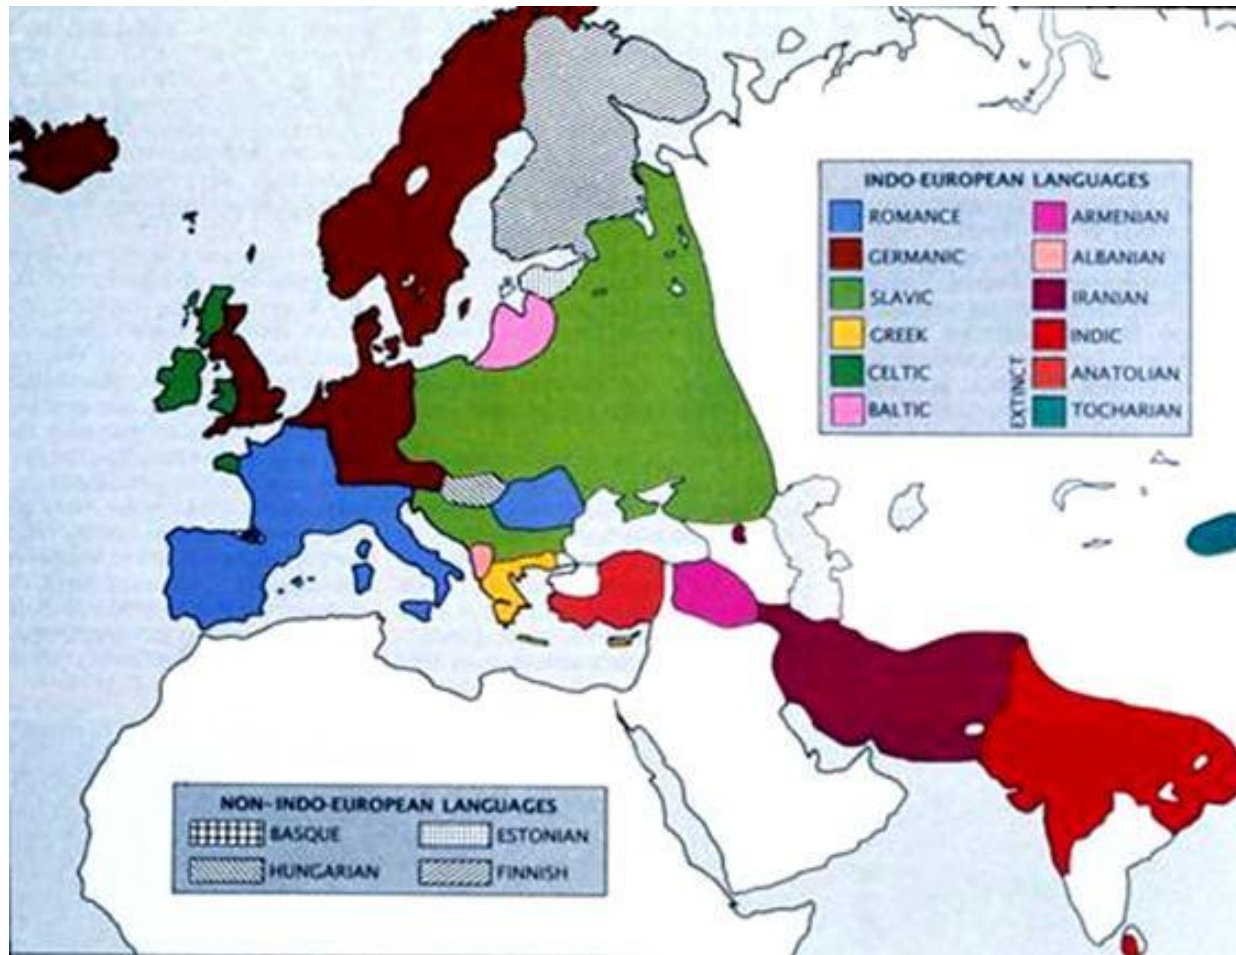 INDO-EUROPEAN LANGUAGES
ROMANCE
GERMANIC
SLAVIC
GREEK
CELTIC
BALTIC
ARMENIAN
ALBANIAN
IRANIAN
INDIC
EXTINCT
ANATOLIAN
TOCHARIAN
NON-INDO-EUROPEAN LANGUAGES
BASQUE
HUNGARIAN
ESTONIAN
FINNISH